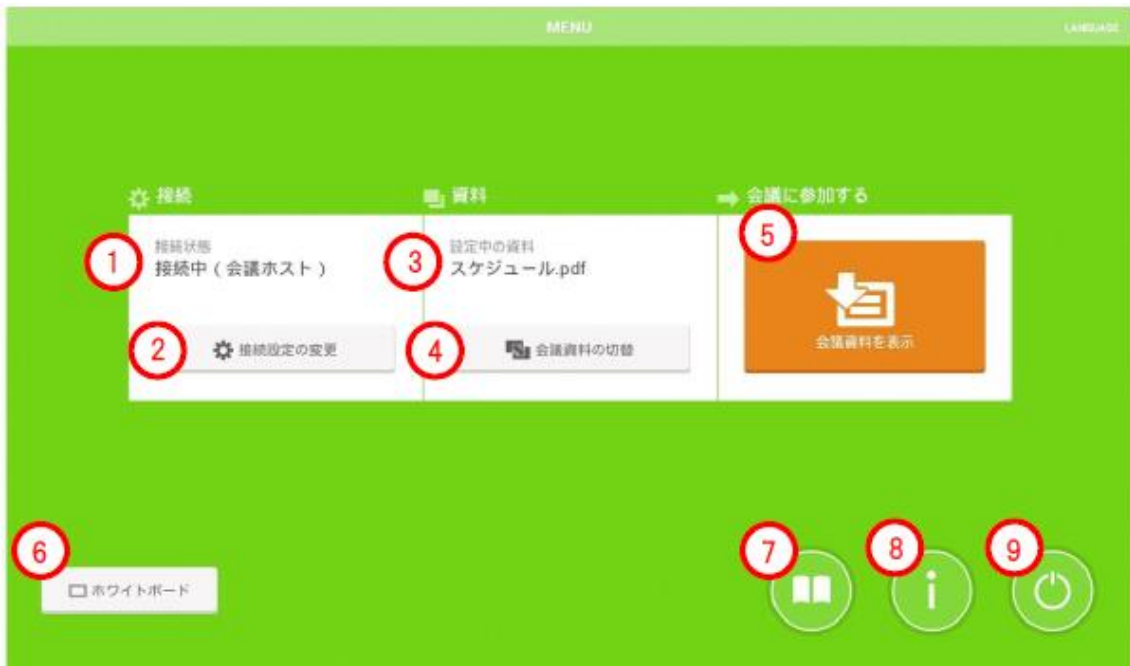 MENU
LANGUAGE
接続
資料
会議に参加する
1
接続状態
接続中（会議ホスト）
3
設定中の資料
スケジュール.pdf
5
2
接続設定の変更
4
会議資料の切替
会議資料を表示
6
ホワイトボード
7
8
i
9